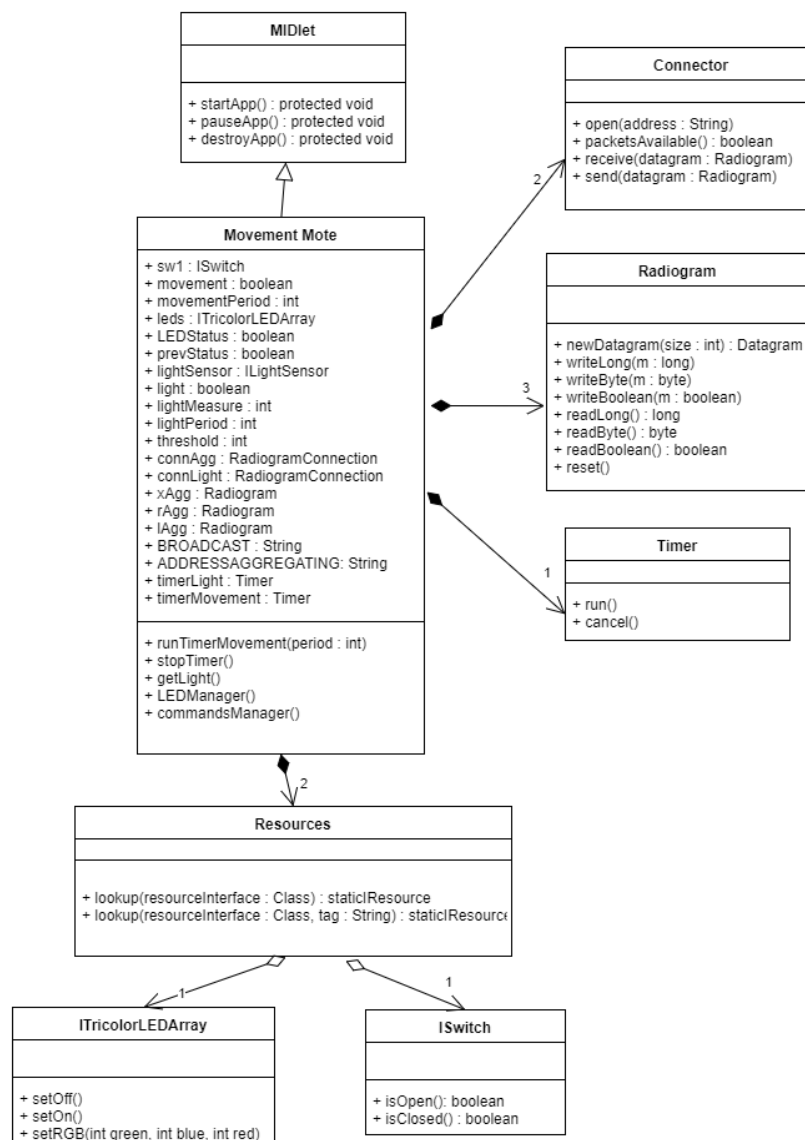 MIDlet
+ startApp() : protected void
+ pauseApp() : protected void
+ destroyApp() : protected void
Connector
+ open(address : String)
+ packetsAvailable() : boolean
+ receive(datagram : Radiogram)
+ send(datagram : Radiogram)
2
Movement Mote
+ sw1 : ISwitch
+ movement : boolean
+ movementPeriod : int
+ leds : ITricolorLEDArray
+ LEDStatus : boolean
+ prevStatus : boolean
+ lightSensor : ILightSensor
+ light : boolean
+ lightMeasure : int
+ lightPeriod : int
+ threshold : int
+ connAgg : RadiogramConnection
+ connLight : RadiogramConnection
+ xAgg : Radiogram
+ rAgg : Radiogram
+ lAgg : Radiogram
+ BROADCAST : String
+ ADDRESSAGGREGATING: String
+ timerLight : Timer
+ timerMovement : Timer
+ runTimerMovement(period : int)
+ stopTimer()
+ getLight()
+ LEDManager()
+ commandsManager()
Radiogram
+ newDatagram(size : int) : Datagram
+ writeLong(m : long)
+ writeByte(m : byte)
+ writeBoolean(m : boolean)
+ readLong() : long
+ readByte() : byte
+ readBoolean() : boolean
+ reset()
3
Timer
+ run()
+ cancel()
1
2
Resources
+ lookup(resourceInterface : Class) : staticIResource
+ lookup(resourceInterface : Class, tag : String) : staticIResource
1
1
ITricolorLEDArray
+ setOff()
+ setOn()
+ setRGB(int green, int blue, int red)
ISwitch
+ isOpen(): boolean
+ isClosed() : boolean